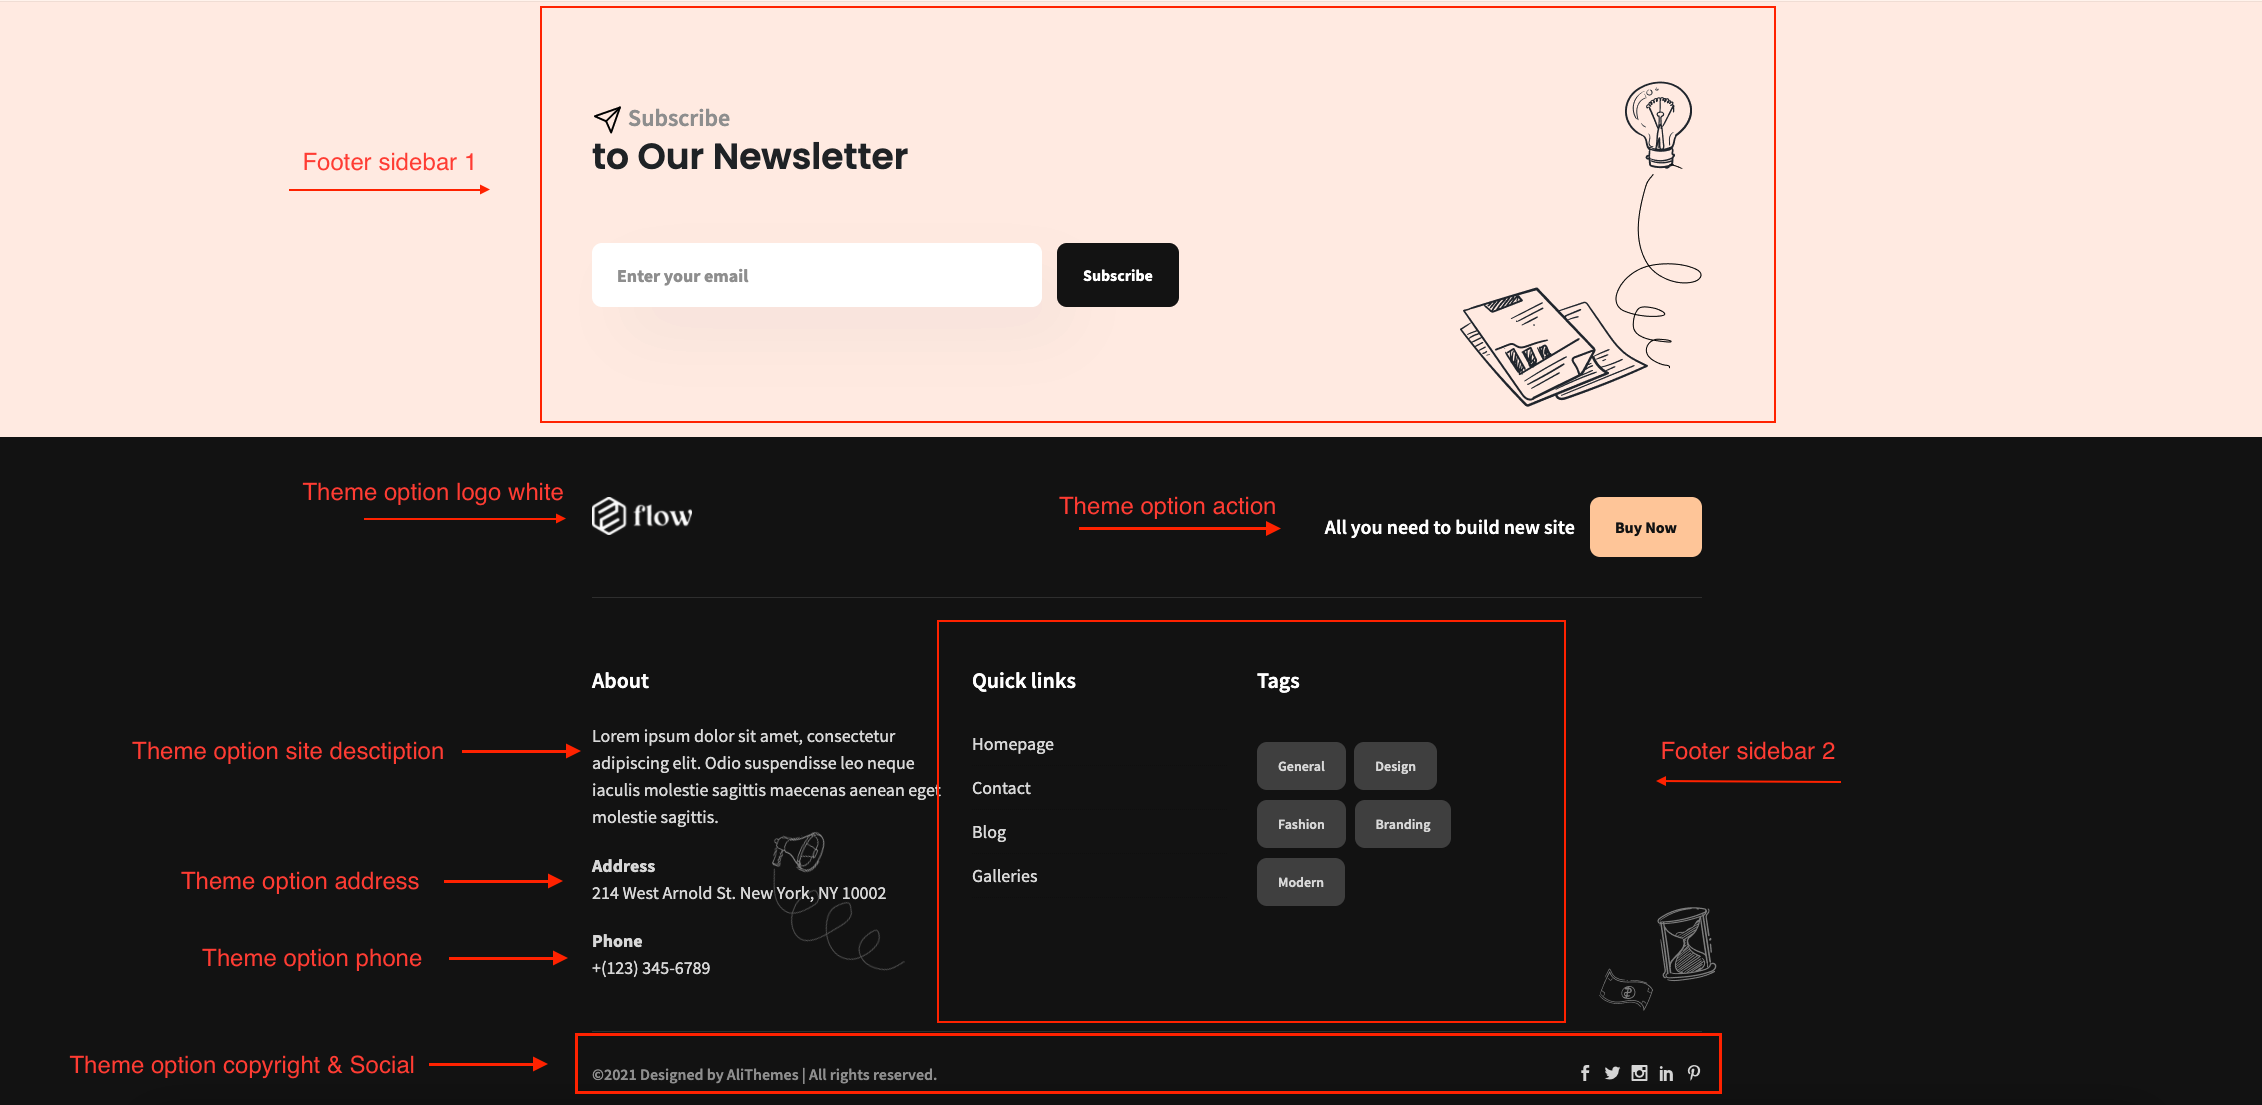 Subscribe
to Our Newsletter
Footer sidebar 1
Enter your email
Subscribe
Theme option logo white
flow
Theme option action
All you need to build new site
Buy Now
About
Quick links
Tags
Theme option site desctiption
Lorem ipsum dolor sit amet, consectetur
adipiscing elit. Odio suspendisse leo neque
iaculis molestie sagittis maecenas aenean eget
molestie sagittis.
Homepage
Contact
Blog
Galleries
General
Design
Fashion
Branding
Modern
Footer sidebar 2
Theme option address
Address
214 West Arnold St. New York, NY 10002
Theme option phone
Phone
+(123) 345-6789
Theme option copyright & Social
©2021 Designed by AliThemes | All rights reserved.